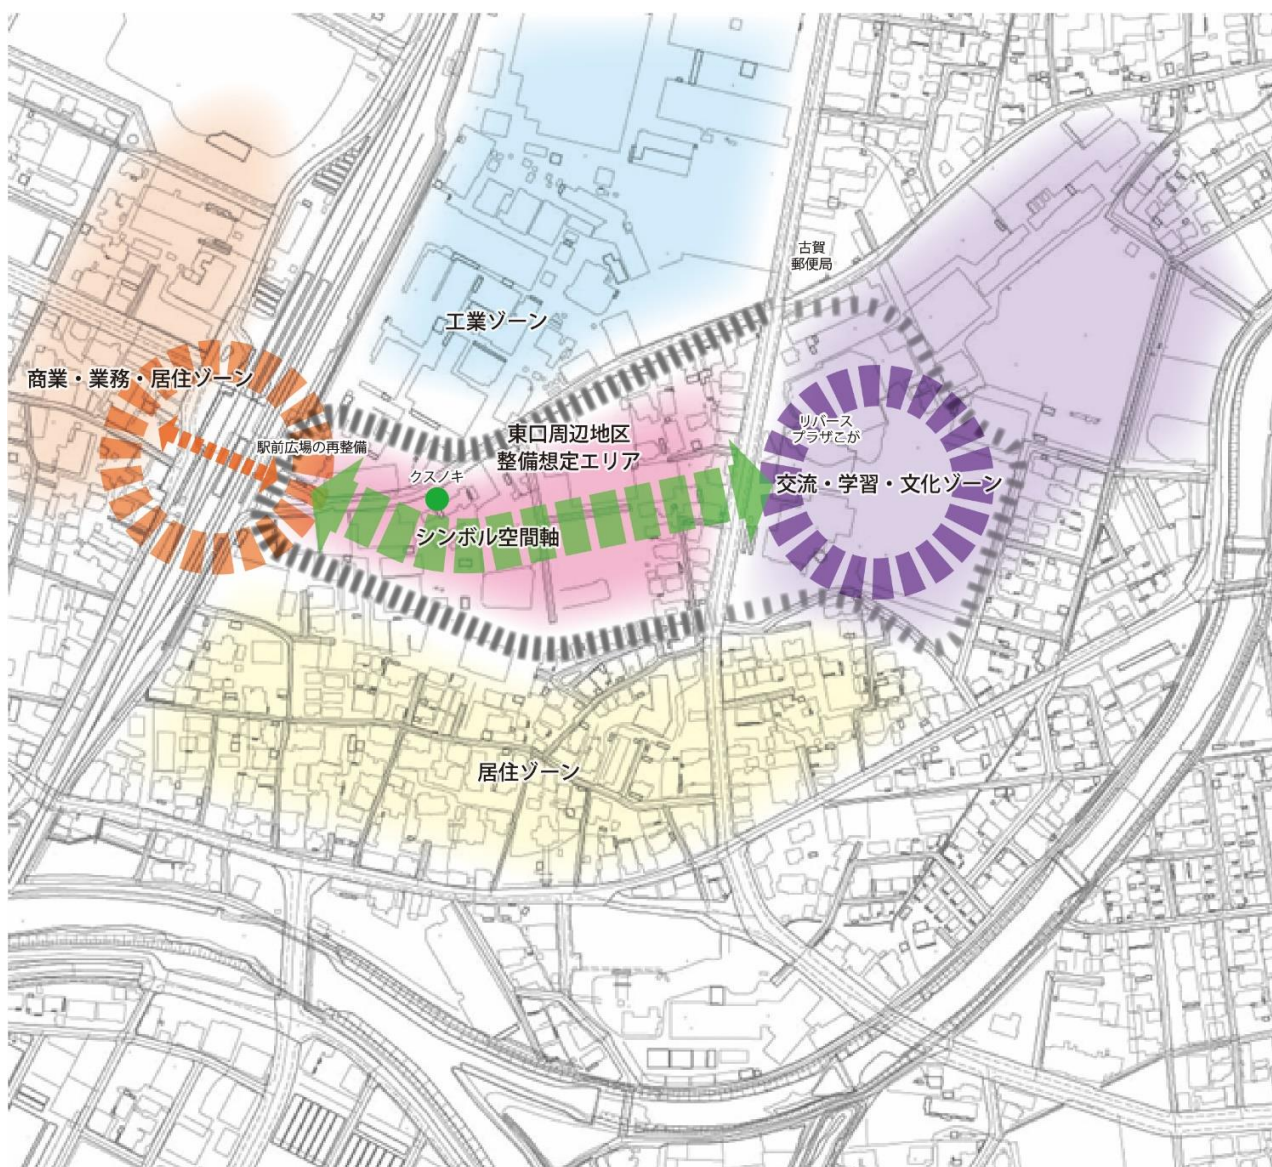 古賀
郵便局
工業ゾーン
商業・業務・居住ゾーン
駅前広場の再整備
東口周辺地区
整備想定エリア
リバース
プラザこが
クスノキ
交流・学習・文化ゾーン
シンボル空間軸
居住ゾーン